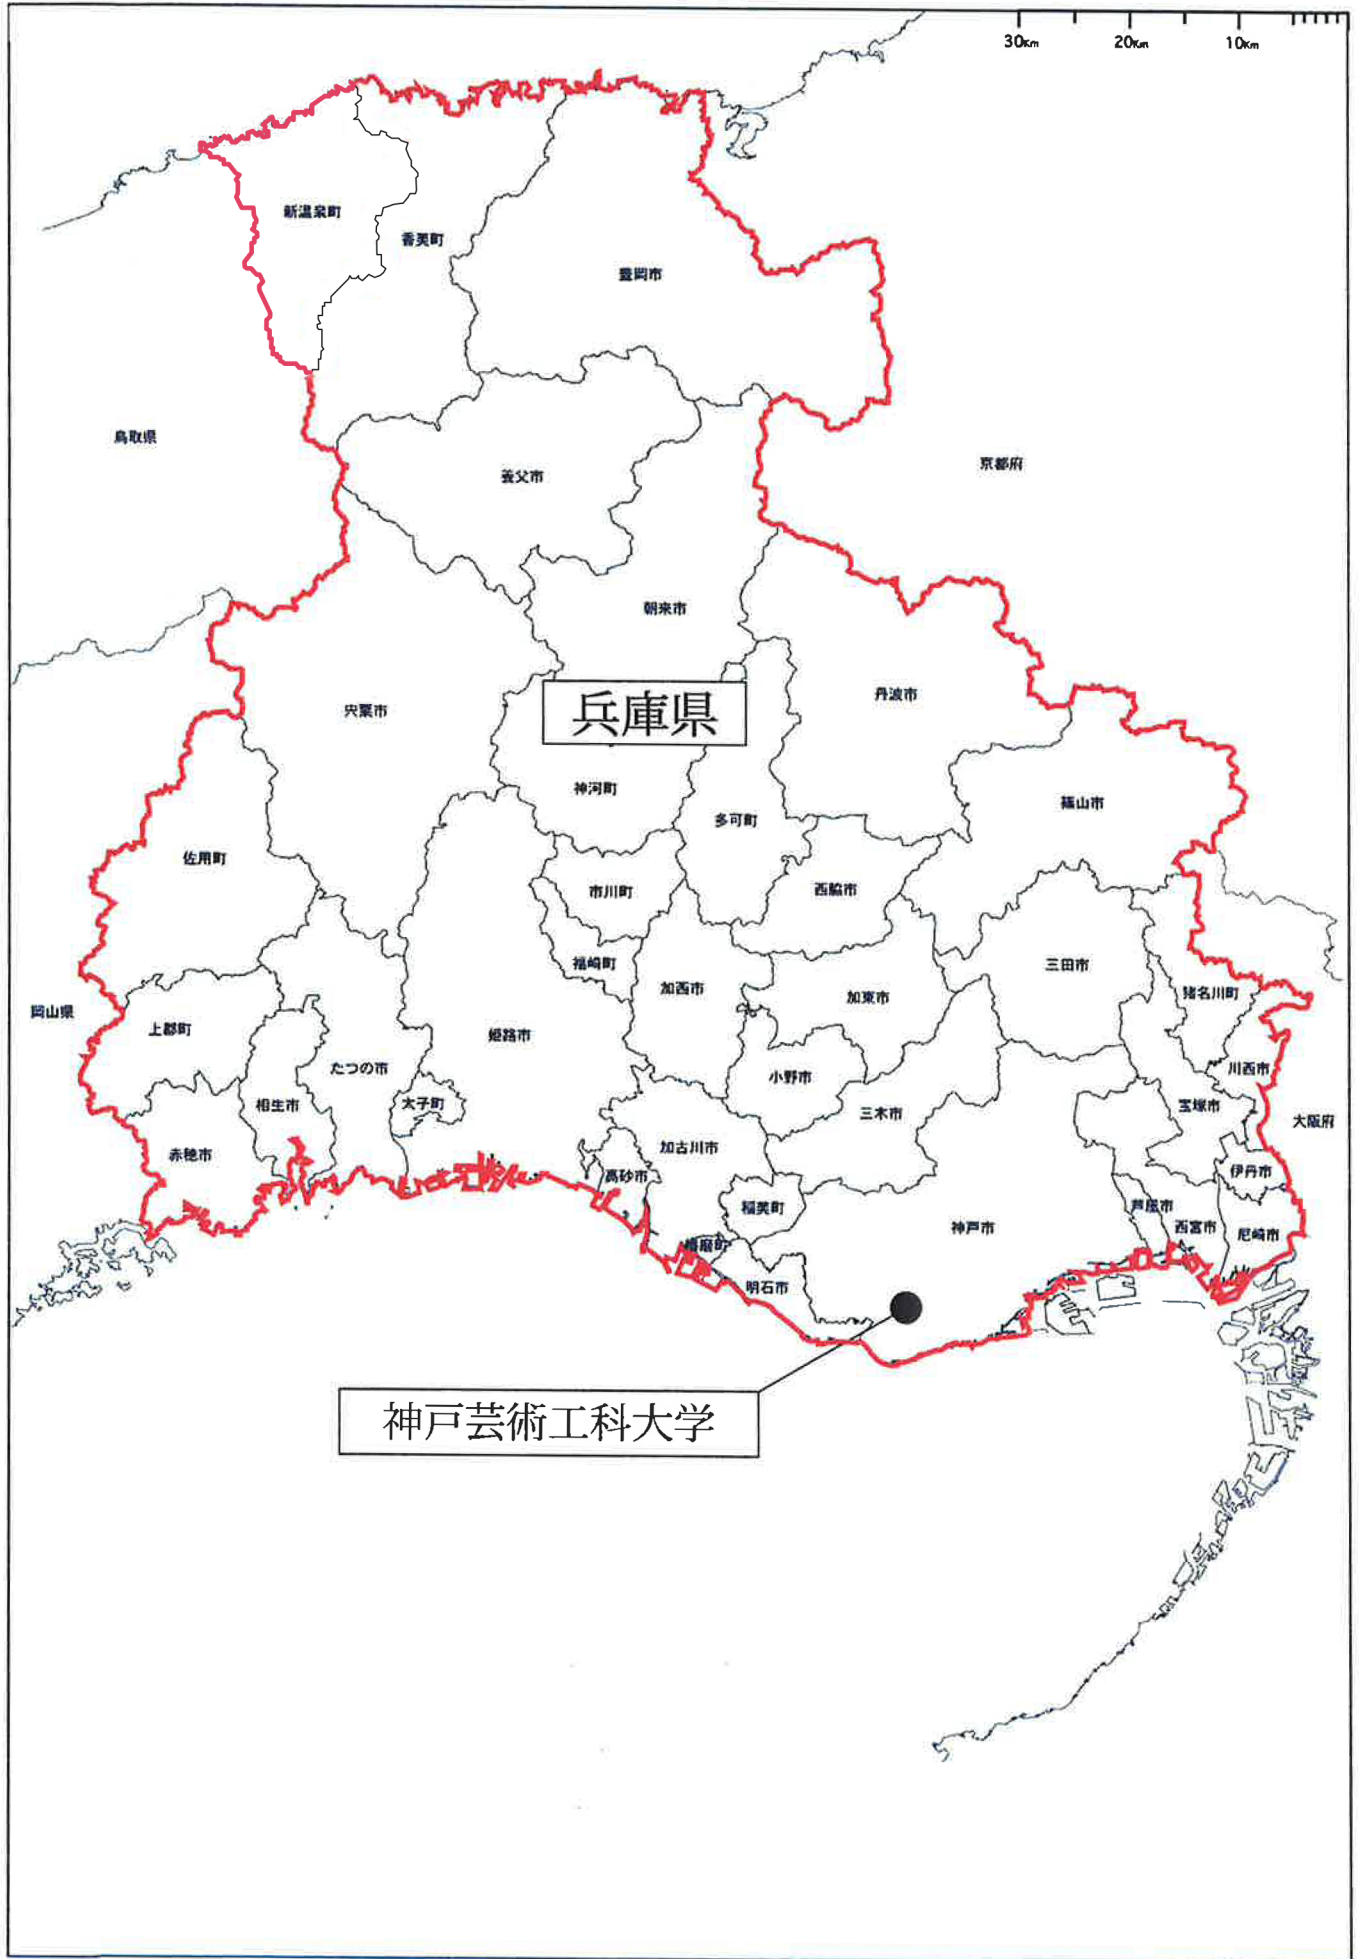 30Km
20Km
10Km
新温泉町
香美町
豊岡市
鳥取県
京都府
養父市
朝来市
丹波市
宍粟市
兵庫県
神河町
篠山市
多可町
佐用町
西脇市
市川町
福崎町
三田市
加西市
猪名川町
加東市
岡山県
上郡町
姫路市
たつの市
川西市
小野市
相生市
太子町
宝塚市
三木市
大阪府
加古川市
赤穂市
伊丹市
高砂市
芦屋市
稲美町
神戸市
西宮市
尼崎市
播磨町
明石市
神戸芸術工科大学